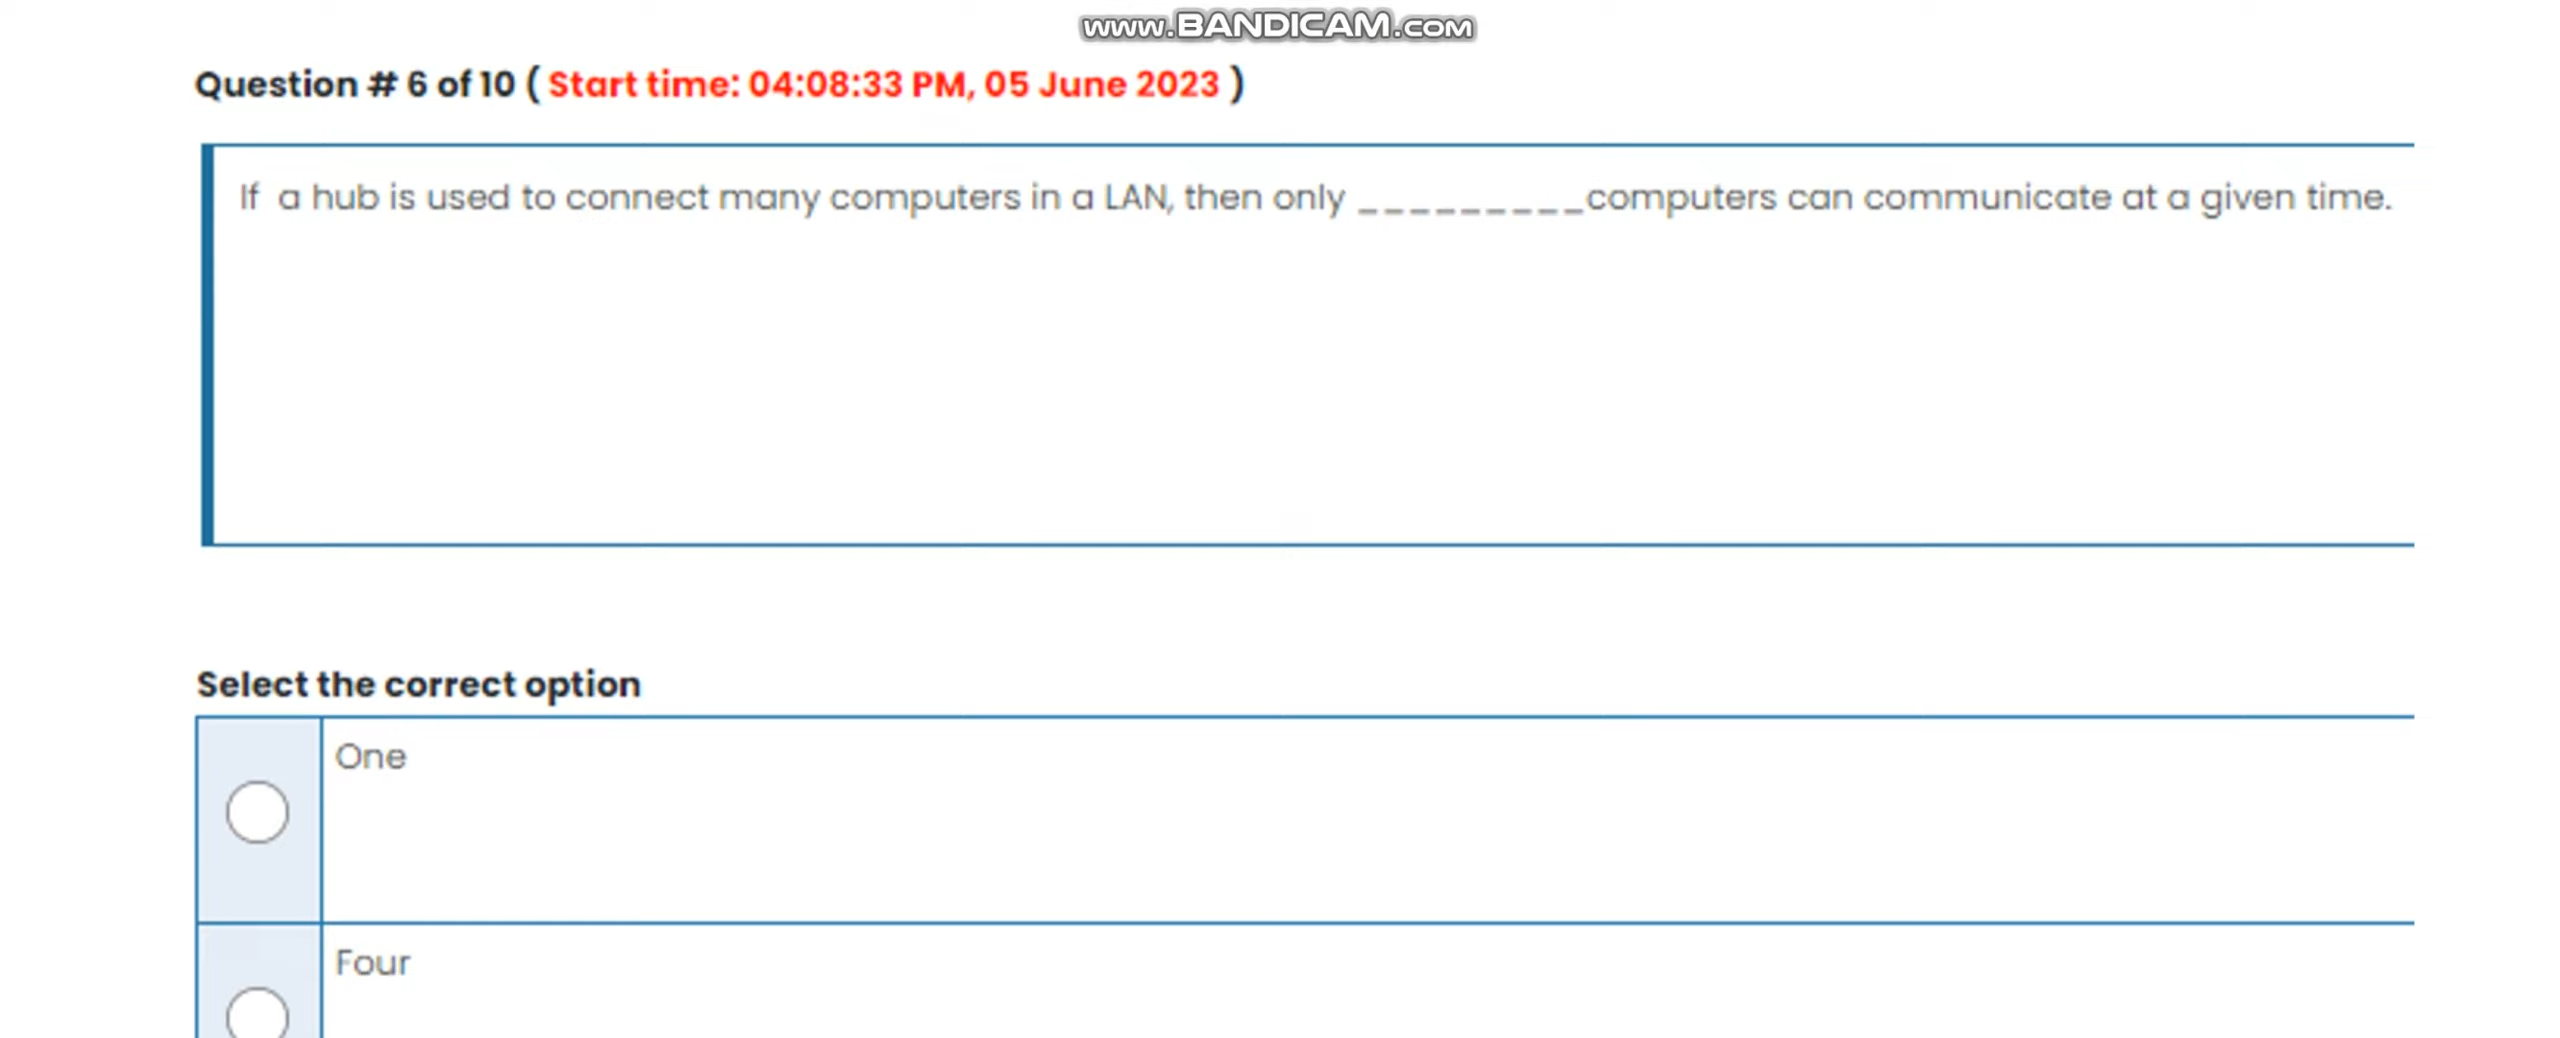 www.BANDICAM.com
Question # 6 of 10 ( Start time: 04:08:33 PM, 05 June 2023 )
If a hub is used to connect many computers in a LAN, then only _________computers can communicate at a given time.
Select the correct option
One
Four